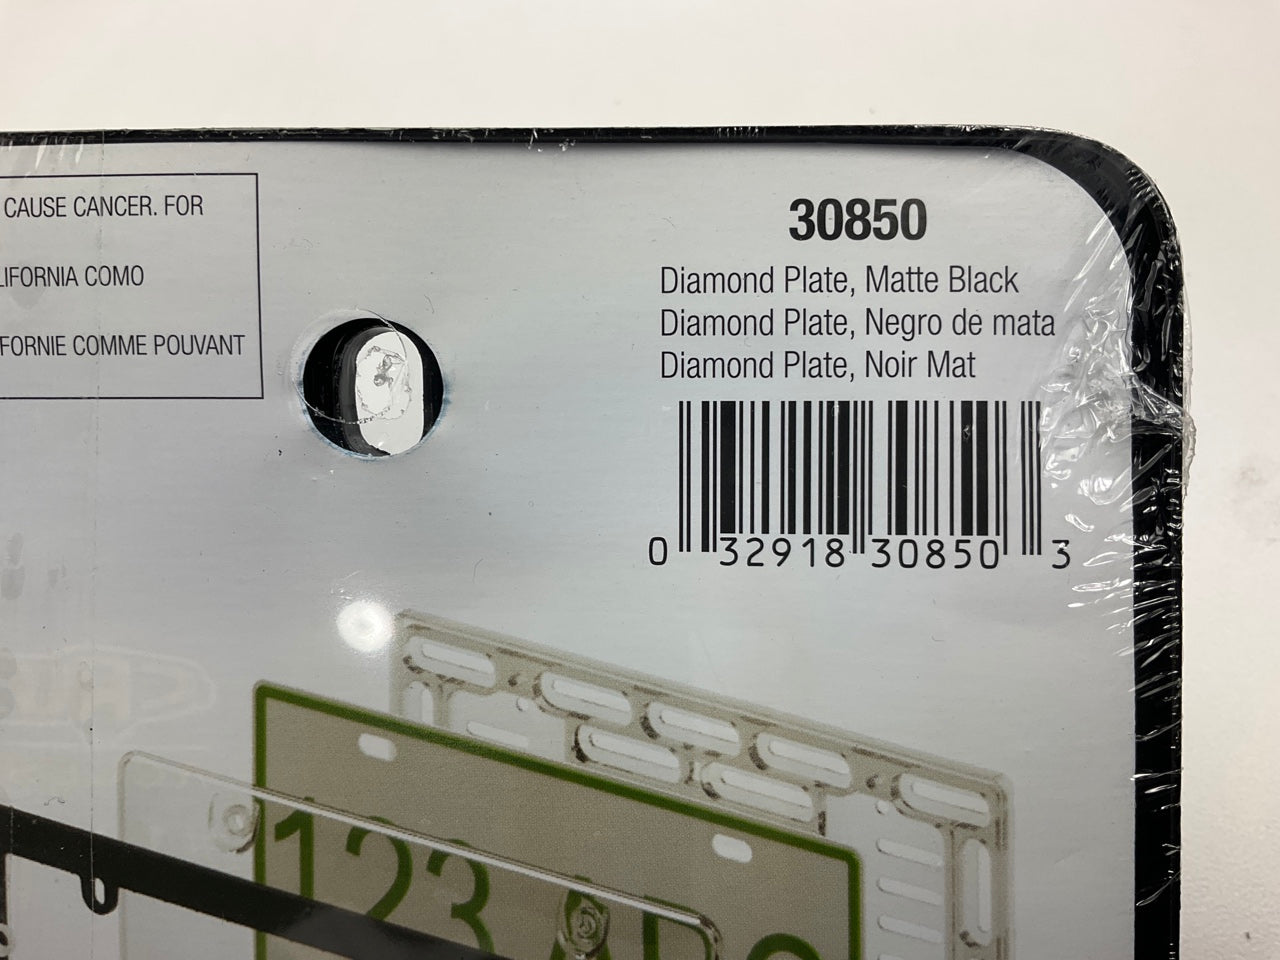 CAUSE CANCER. FOR
LIFORNIA COMO
FORNIE COMME POUVANT
30850
Diamond Plate, Matte Black
Diamond Plate, Negro de mata
Diamond Plate, Noir Mat
0 32918 30850 3
123